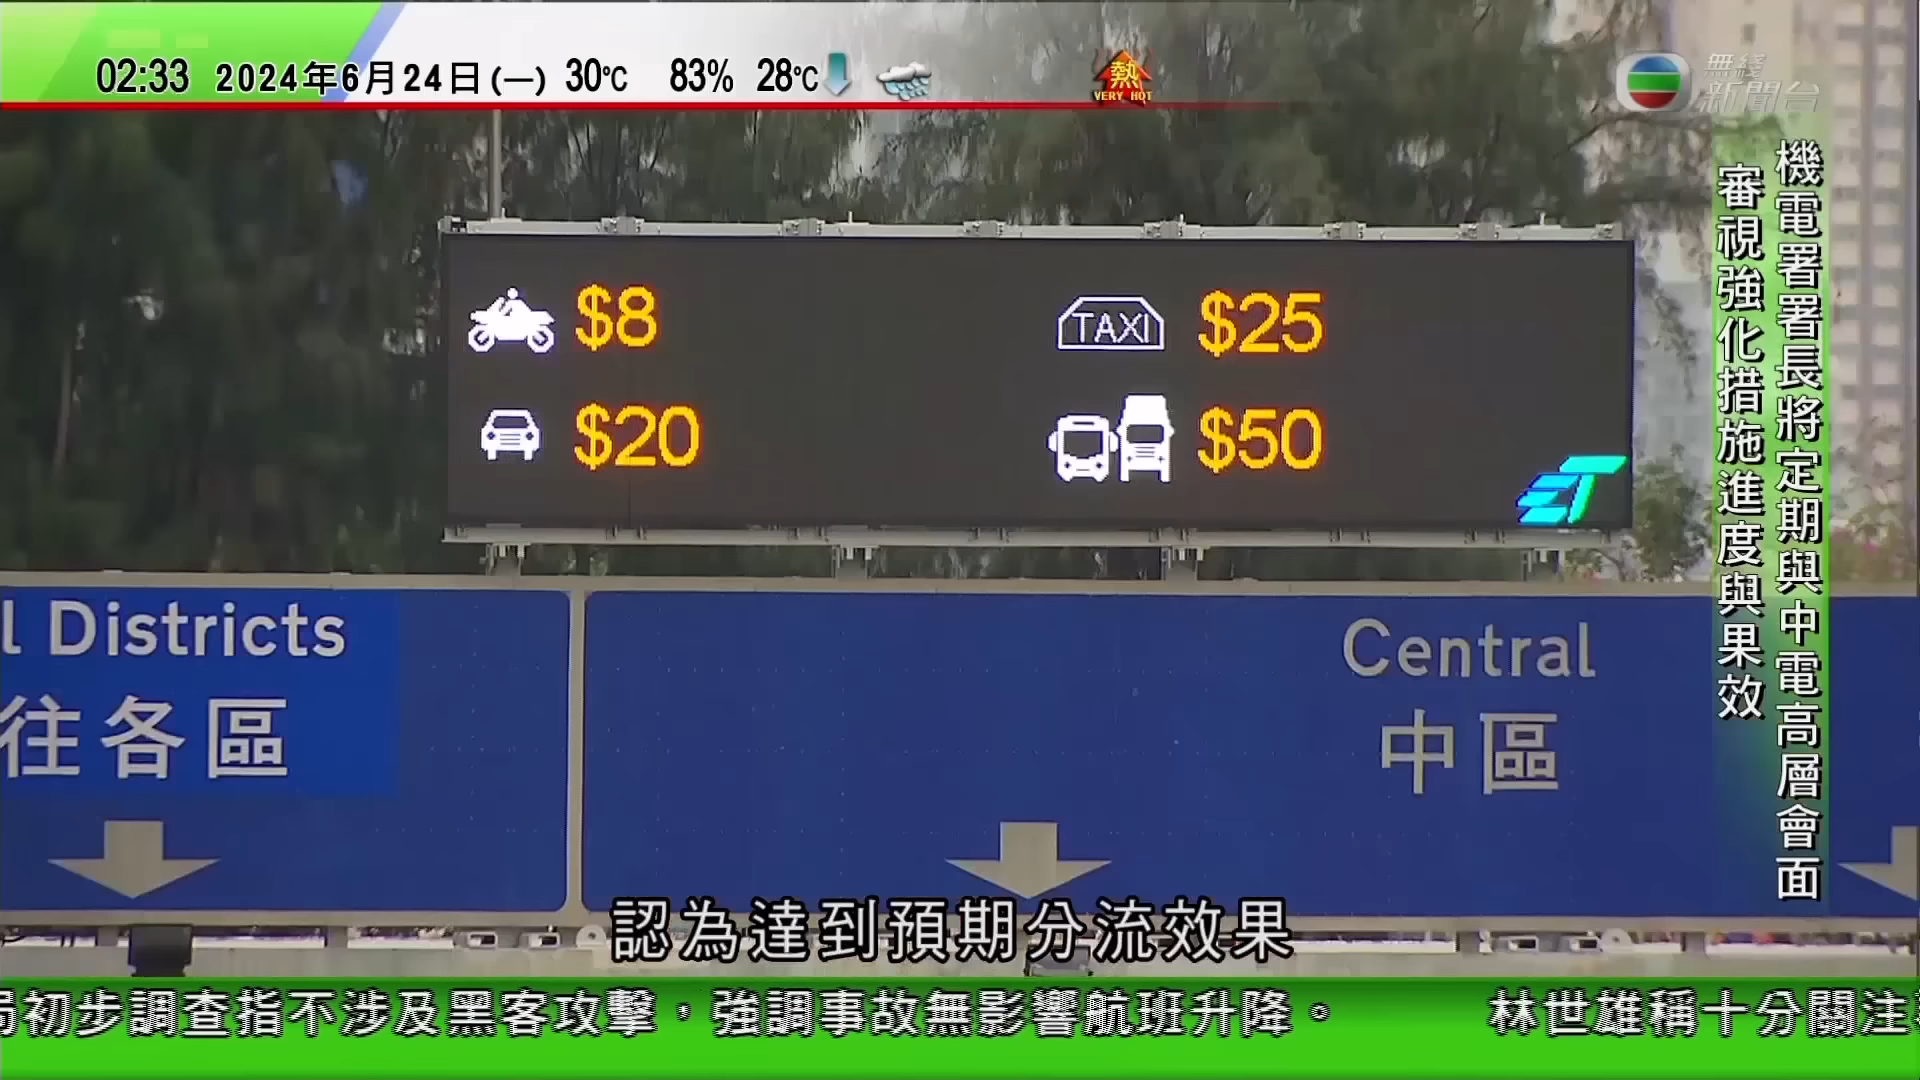 02:33 2024年6月24日(一) 30℃ 83% 28℃
熱
VERY HOT
無綫
新聞台
機電署署長將定期與中電高層會面
審視強化措施進度與果效
$8
TAXI $25
$20
$50
ET
l Districts
往各區
Central
中區
認為達到預期分流效果
局初步調查指不涉及黑客攻擊，強調事故無影響航班升降。 林世雄稱十分關注